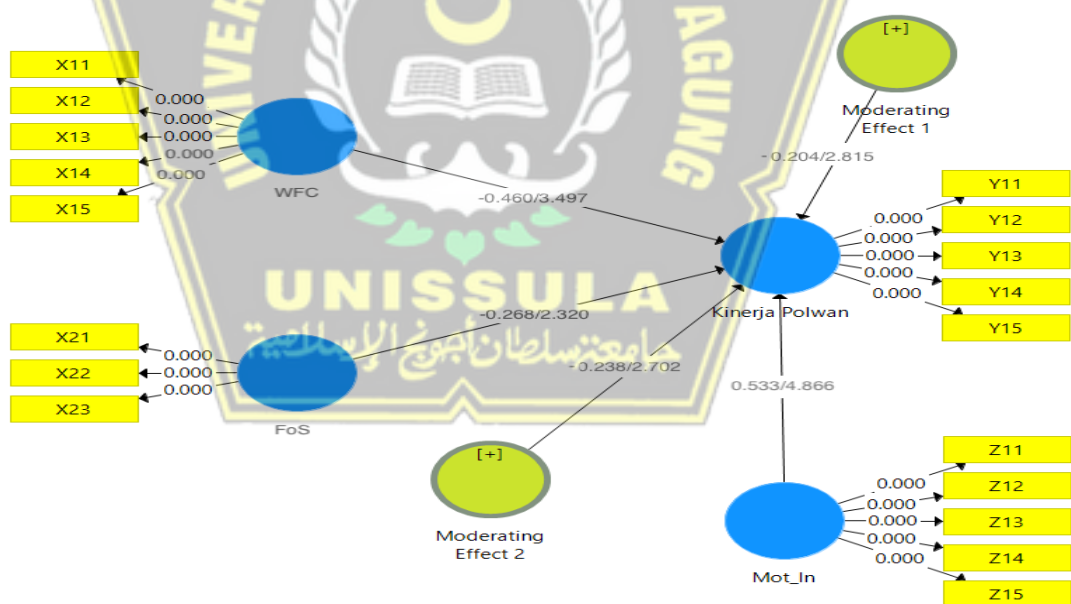 [+]
X11
Moderating
Effect 1
X12
X13
X14
X15
0.000
0.000
0.000
0.000
0.000
WFC
AGUNG
-0.204/2.815
-0.460/3.497
Y11
Y12
Y13
Y14
Y15
0.000
0.000
0.000
0.000
0.000
Kinerja Polwan
UNISSULA
جامعتنسلطان أجونج الإسلامية
X21
X22
X23
0.000
0.000
0.000
FoS
-0.268/2.320
-0.238/2.702
0.533/4.866
[+]
Moderating
Effect 2
Mot_In
0.000
0.000
0.000
0.000
0.000
Z11
Z12
Z13
Z14
Z15